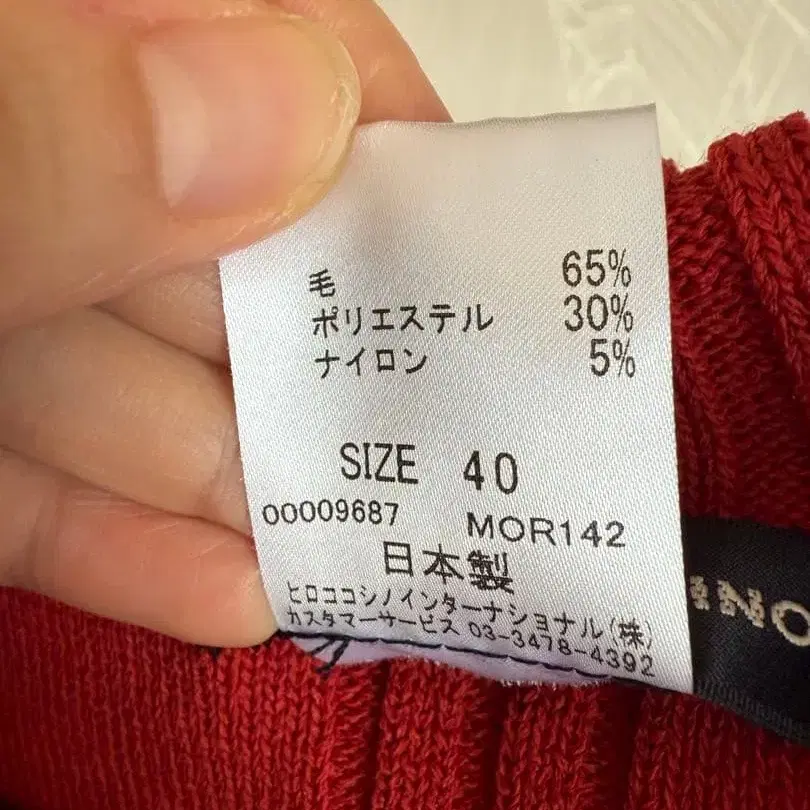 毛 65%
ポリエステル 30%
ナイロン 5%
SIZE 40
00009687 MOR142
日本製
ヒロココシノインターナショナル(株)
カスタマーサービス 03-3478-4392